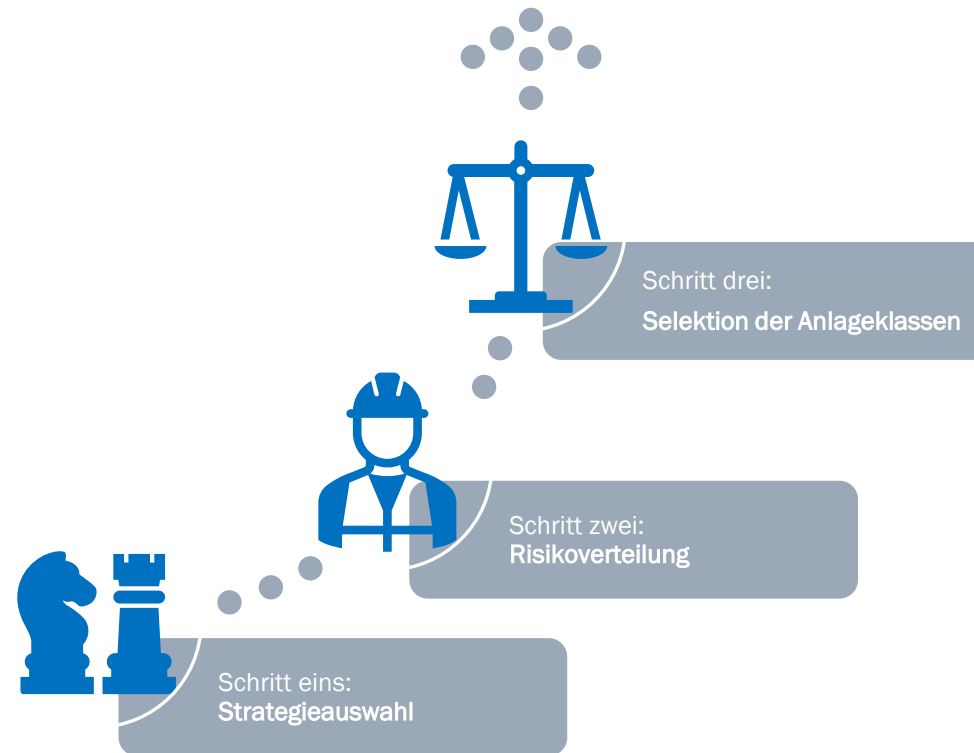 Schritt drei:
Selektion der Anlageklassen
Schritt zwei:
Risikoverteilung
Schritt eins:
Strategieauswahl